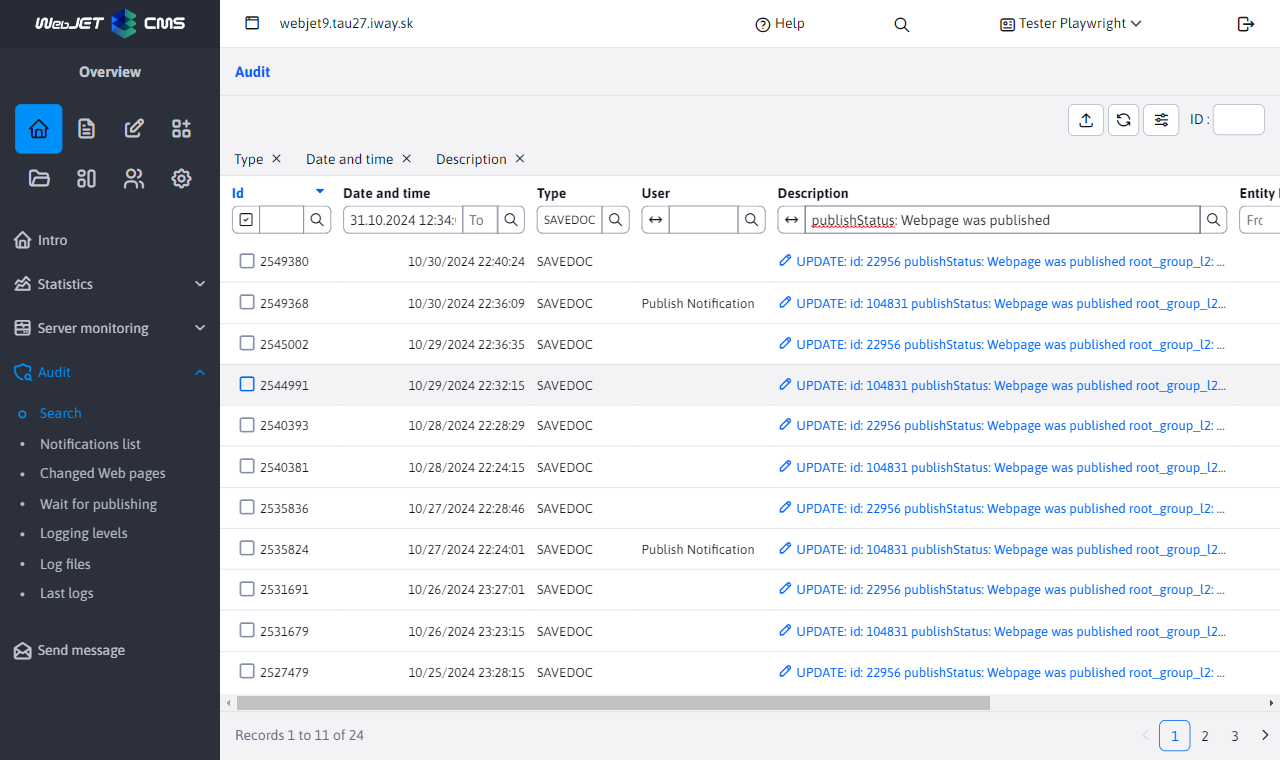 WebJET CMS
webjet9.tau27.iway.sk
Help
Tester Playwright
Overview
Intro
Statistics
Server monitoring
Audit
Search
Notifications list
Changed Web pages
Wait for publishing
Logging levels
Log files
Last logs
Send message
Audit
ID :
Type × Date and time × Description ×
Id Date and time Type User Description Entity
31.10.2024 12:34: To SAVEDOC publishStatus: Webpage was published Frc
2549380 10/30/2024 22:40:24 SAVEDOC UPDATE: id: 22956 publishStatus: Webpage was published root_group_l2: ...
2549368 10/30/2024 22:36:09 SAVEDOC Publish Notification UPDATE: id: 104831 publishStatus: Webpage was published root_group_l2...
2545002 10/29/2024 22:36:35 SAVEDOC UPDATE: id: 22956 publishStatus: Webpage was published root_group_l2: ...
2544991 10/29/2024 22:32:15 SAVEDOC UPDATE: id: 104831 publishStatus: Webpage was published root_group_l2...
2540393 10/28/2024 22:28:29 SAVEDOC UPDATE: id: 22956 publishStatus: Webpage was published root_group_l2: ...
2540381 10/28/2024 22:24:15 SAVEDOC UPDATE: id: 104831 publishStatus: Webpage was published root_group_l2...
2535836 10/27/2024 22:28:46 SAVEDOC UPDATE: id: 22956 publishStatus: Webpage was published root_group_l2: ...
2535824 10/27/2024 22:24:01 SAVEDOC Publish Notification UPDATE: id: 104831 publishStatus: Webpage was published root_group_l2...
2531691 10/26/2024 23:27:01 SAVEDOC UPDATE: id: 22956 publishStatus: Webpage was published root_group_l2: ...
2531679 10/26/2024 23:23:15 SAVEDOC UPDATE: id: 104831 publishStatus: Webpage was published root_group_l2...
2527479 10/25/2024 23:28:15 SAVEDOC UPDATE: id: 22956 publishStatus: Webpage was published root_group_l2: ...
Records 1 to 11 of 24
1 2 3